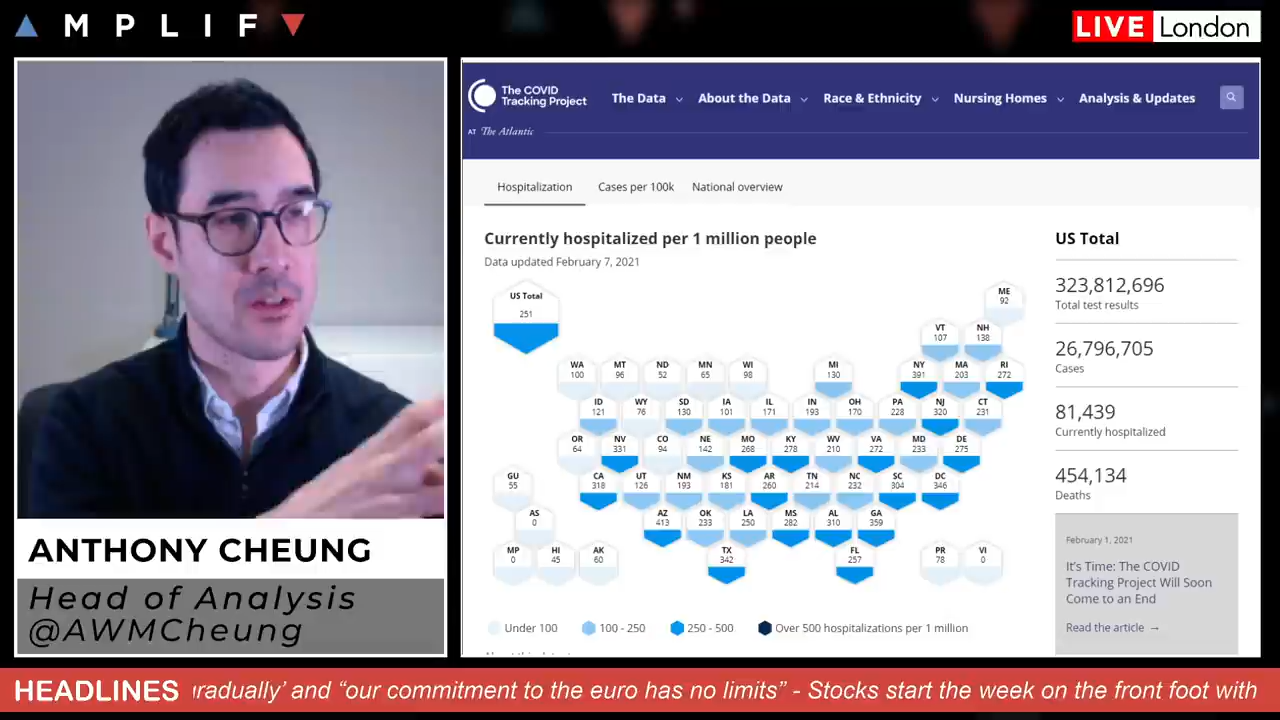 AMPLIFY
LIVE London
The COVID
Tracking Project
AT The Atlantic
The Data
About the Data
Race & Ethnicity
Nursing Homes
Analysis & Updates
Hospitalization
Cases per 100k
National overview
Currently hospitalized per 1 million people
Data updated February 7, 2021
US Total
251
ME
92
VT
107
NH
138
WA
100
MT
96
ND
52
MN
65
WI
98
MI
130
NY
391
MA
203
RI
272
ID
121
WY
76
SD
130
IA
101
IL
171
IN
193
OH
170
PA
228
NJ
320
CT
231
OR
64
NV
331
CO
94
NE
142
MO
268
KY
278
WV
210
VA
272
MD
233
DE
275
GU
55
CA
318
UT
126
NM
193
KS
181
AR
260
TN
214
NC
232
SC
304
DC
346
AS
0
AZ
413
OK
233
LA
250
MS
282
AL
310
GA
359
MP
0
HI
45
AK
60
TX
342
FL
257
PR
78
VI
0
Under 100
100 - 250
250 - 500
Over 500 hospitalizations per 1 million
US Total
323,812,696
Total test results
26,796,705
Cases
81,439
Currently hospitalized
454,134
Deaths
February 1, 2021
It's Time: The COVID
Tracking Project Will Soon
Come to an End
Read the article →
ANTHONY CHEUNG
Head of Analysis
@AWMCheung
HEADLINES radually' and “our commitment to the euro has no limits” - Stocks start the week on the front foot with